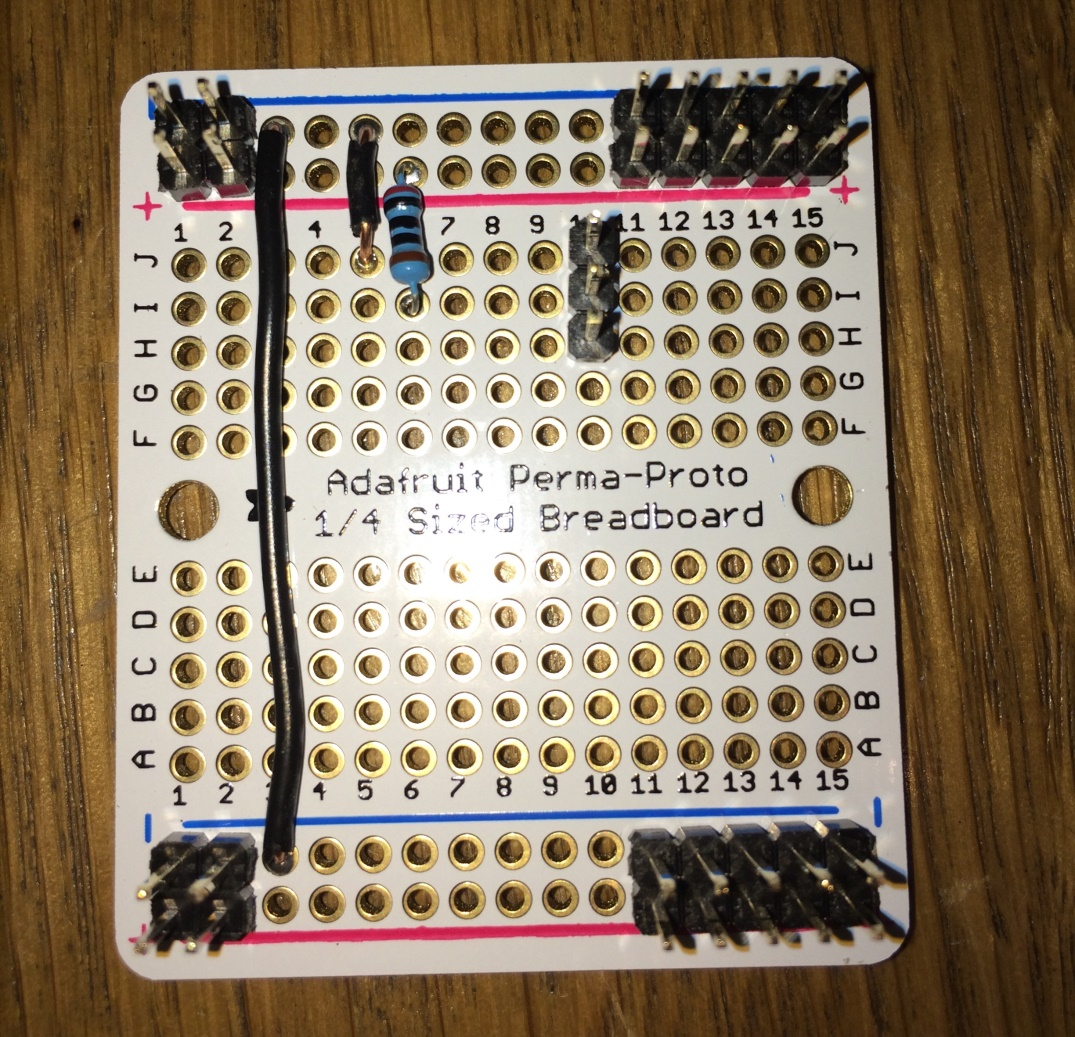 + +
1 2 4 7 8 9 11 12 13 14 15
J J
I I
H H
G G
F F
Adafruit Perma-Proto
1/4 Sized Breadboard
E E
D D
C C
B B
A A
1 2 4 5 6 7 8 9 10 11 12 13 14 15